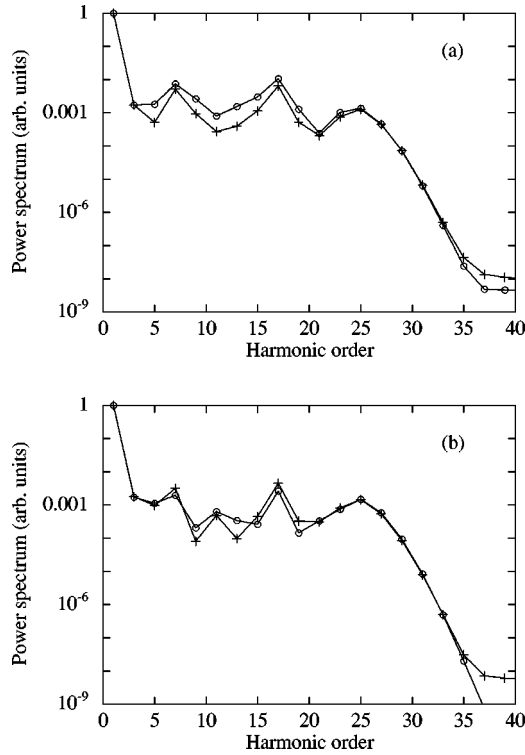 1
(a)
0.001
10-6
10-9
Power spectrum (arb. units)
0 5 10 15 20 25 30 35 40
Harmonic order
1
(b)
0.001
10-6
10-9
Power spectrum (arb. units)
0 5 10 15 20 25 30 35 40
Harmonic order